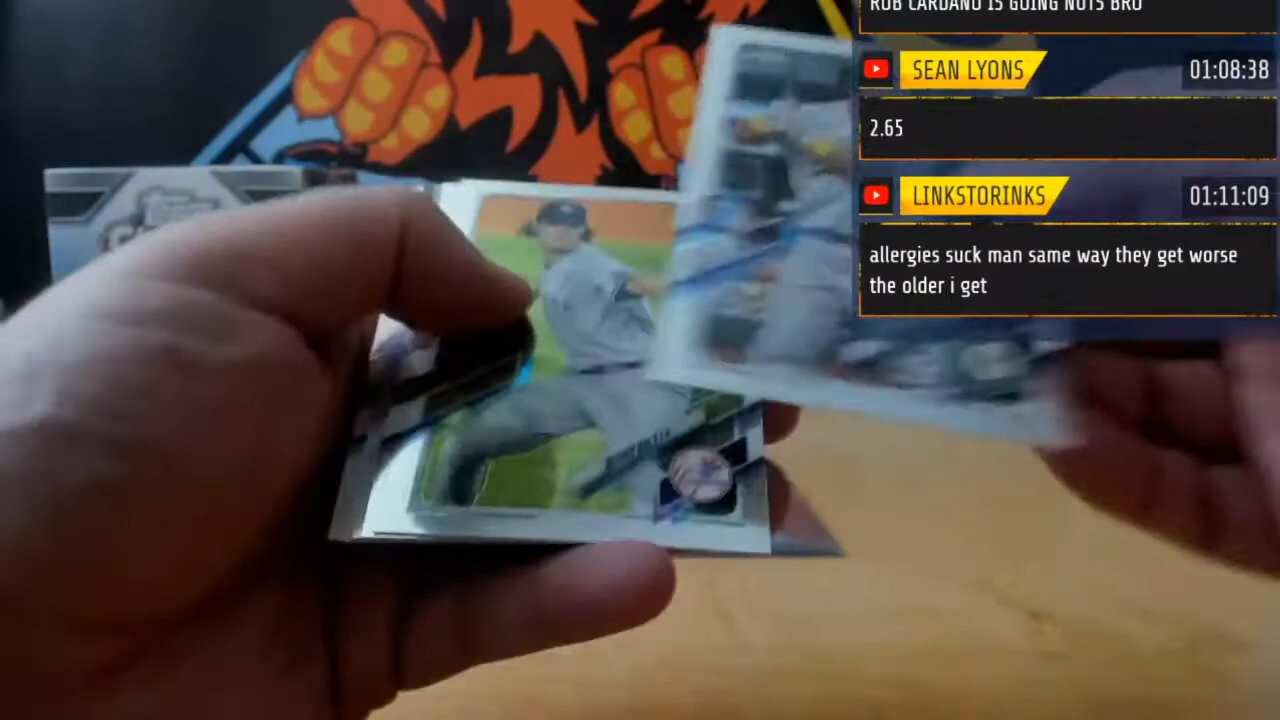 ROB CARDANO IS GOING NUTS BRO
SEAN LYONS
01:08:38
2.65
LINKSTORINKS
01:11:09
allergies suck man same way they get worse
the older i get